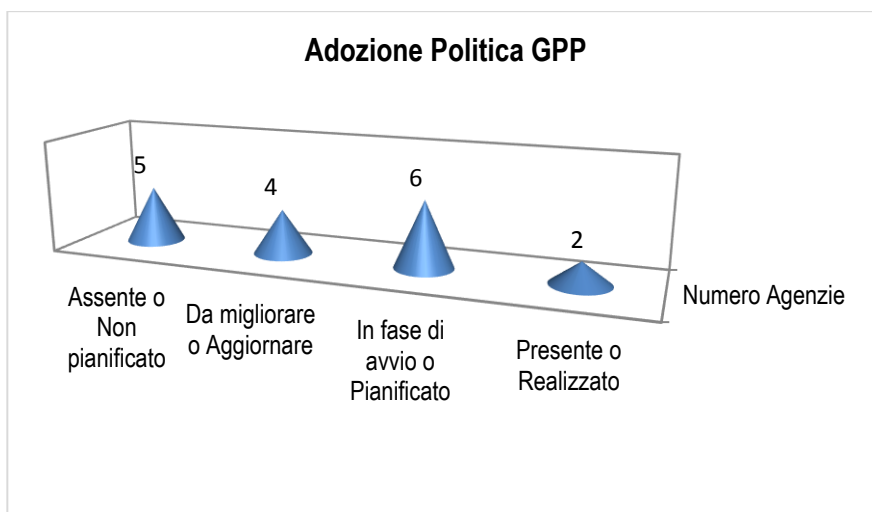 Adozione Politica GPP
5
4
6
2
Assente o
Non
pianificato
Da migliorare
o Aggiornare
In fase di
avvio o
Pianificato
Presente o
Realizzato
Numero Agenzie